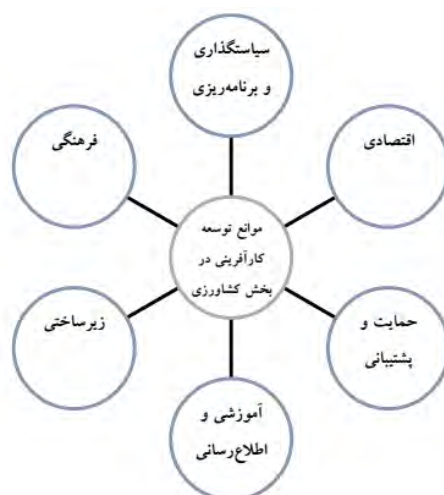 سیاستگذاری
و برنامه‌ریزی
اقتصادی
فرهنگی
موانع توسعه
کارآفرینی در
بخش کشاورزی
حمایت و
پشتیبانی
زیرساختی
آموزشی و
اطلاع‌رسانی